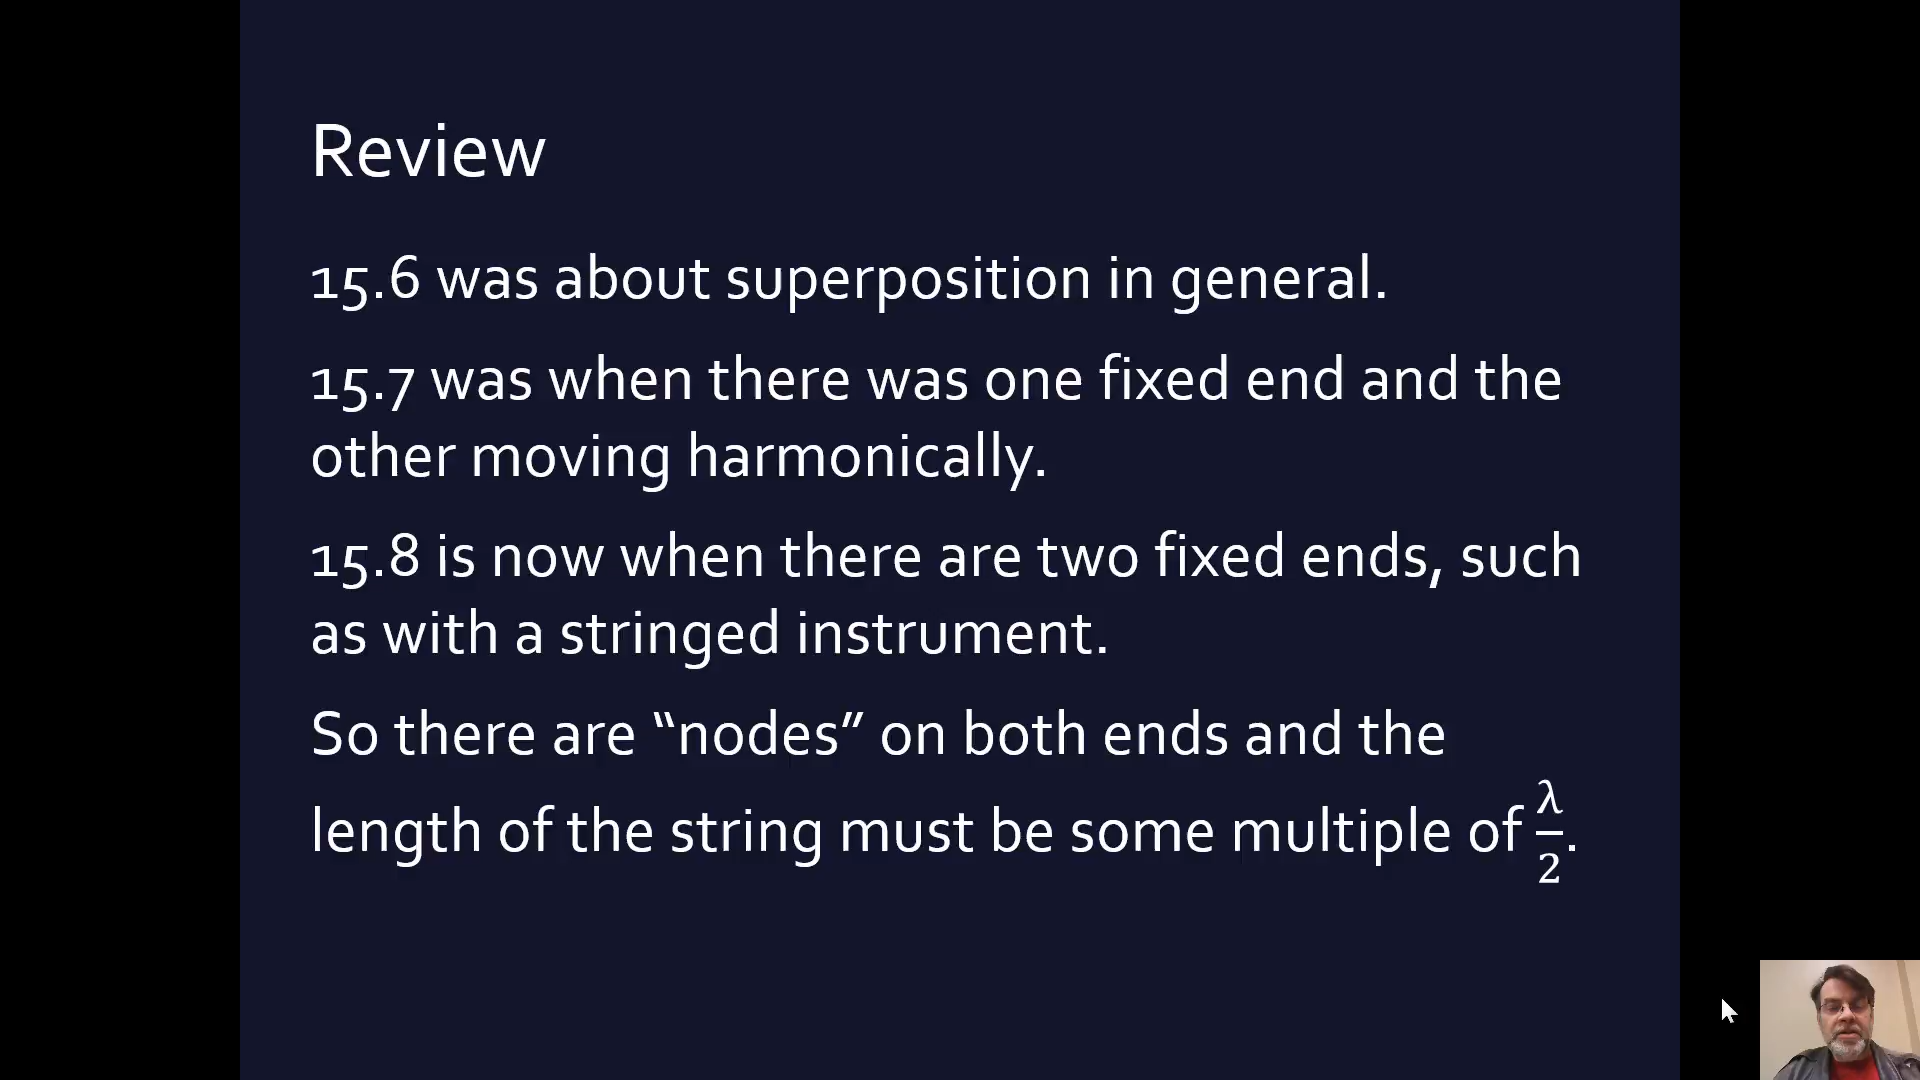 Review
15.6 was about superposition in general.
15.7 was when there was one fixed end and the
other moving harmonically.
15.8 is now when there are two fixed ends, such
as with a stringed instrument.
So there are “nodes” on both ends and the
length of the string must be some multiple of λ/2.